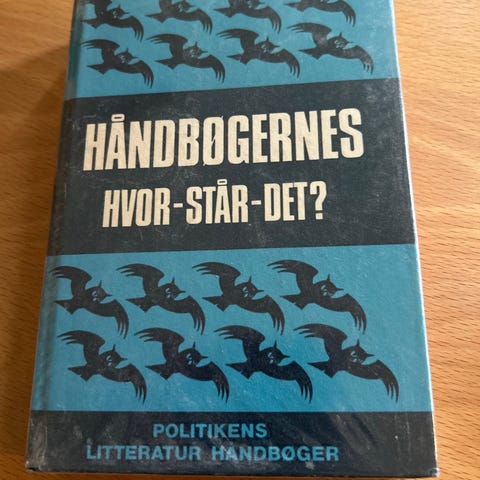 HÅNDBØGERNES
HVOR-STÅR-DET?
POLITIKENS
LITTERATUR HÅNDBØGER